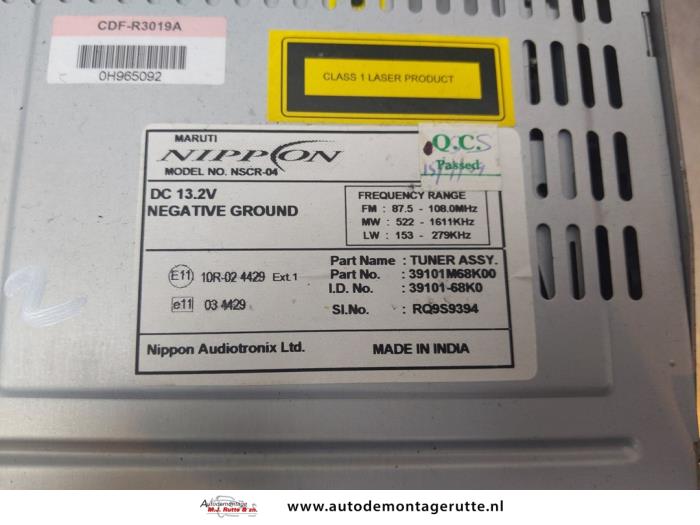 CDF-R3019A
0H965092
CLASS 1 LASER PRODUCT
MARUTI
NIPPON
MODEL NO. NSCR-04
Q.C.
Passed
DC 13.2V
NEGATIVE GROUND
FREQUENCY RANGE
FM : 87.5 - 108.0MHz
MW : 522 - 1611KHz
LW : 153 - 279KHz
E11 10R-02 4429 Ext.1
e11 03 4429
Part Name : TUNER ASSY.
Part No. : 39101M68K00
I.D. No. : 39101-68K0
Sl.No. : RQ9S9394
Nippon Audiotronix Ltd. MADE IN INDIA
2
Autodemontage
M.J. Rutte & zn.
www.autodemontagerutte.nl